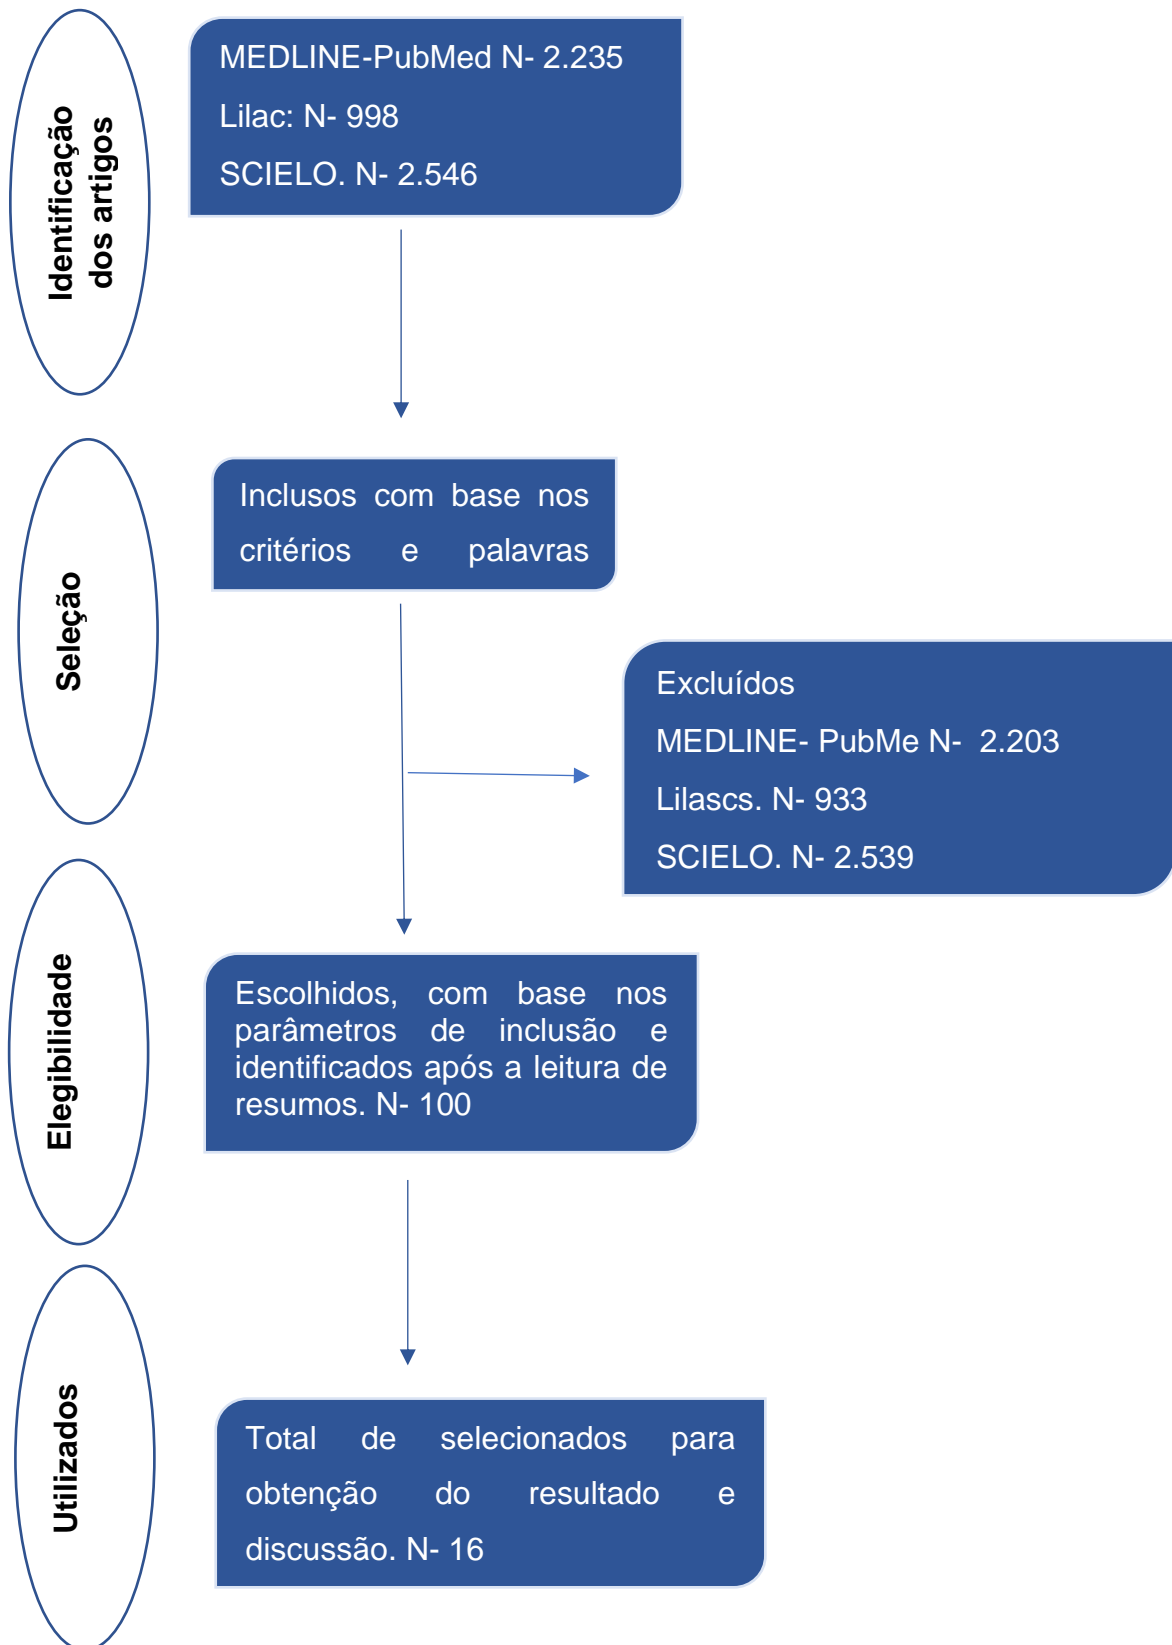 Identificação
dos artigos
MEDLINE-PubMed N- 2.235
Lilac: N- 998
SCIELO. N- 2.546
Seleção
Inclusos com base nos
critérios e palavras
Excluídos
MEDLINE- PubMe N- 2.203
Lilascs. N- 933
SCIELO. N- 2.539
Elegibilidade
Escolhidos, com base nos
parâmetros de inclusão e
identificados após a leitura de
resumos. N- 100
Utilizados
Total de selecionados para
obtenção do resultado e
discussão. N- 16